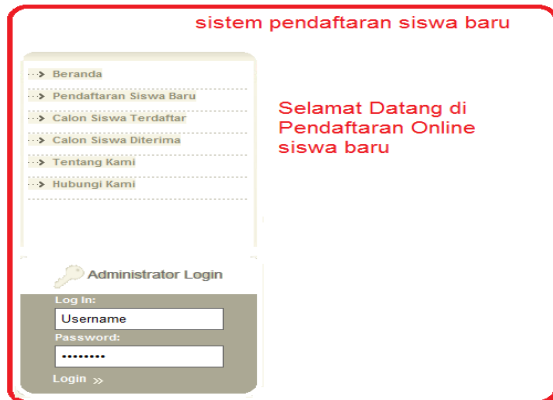 sistem pendaftaran siswa baru
Beranda
Pendaftaran Siswa Baru
Calon Siswa Terdaftar
Calon Siswa Diterima
Tentang Kami
Hubungi Kami
Selamat Datang di
Pendaftaran Online
siswa baru
Administrator Login
Log In:
Username
Password:
••••••••
Login »